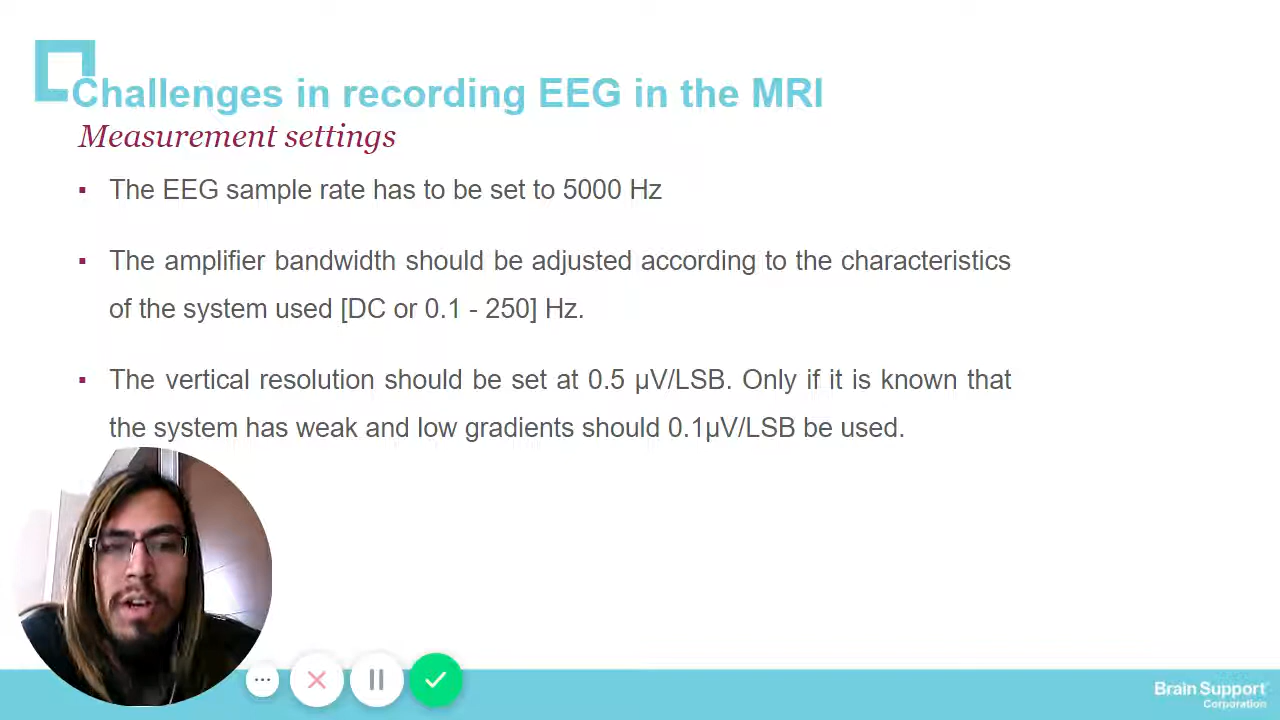 Challenges in recording EEG in the MRI
Measurement settings
▪ The EEG sample rate has to be set to 5000 Hz
▪ The amplifier bandwidth should be adjusted according to the characteristics
of the system used [DC or 0.1 - 250] Hz.
▪ The vertical resolution should be set at 0.5 µV/LSB. Only if it is known that
the system has weak and low gradients should 0.1µV/LSB be used.
Brain Support
Corporation